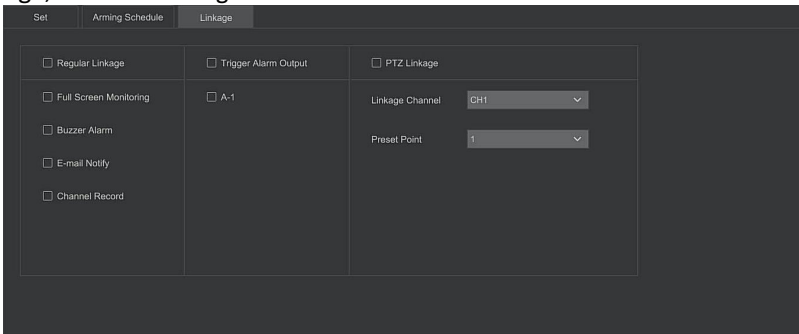 Set Arming Schedule Linkage
Regular Linkage Trigger Alarm Output PTZ Linkage
Full Screen Monitoring A-1 Linkage Channel CH1
Buzzer Alarm
Preset Point 1
E-mail Notify
Channel Record